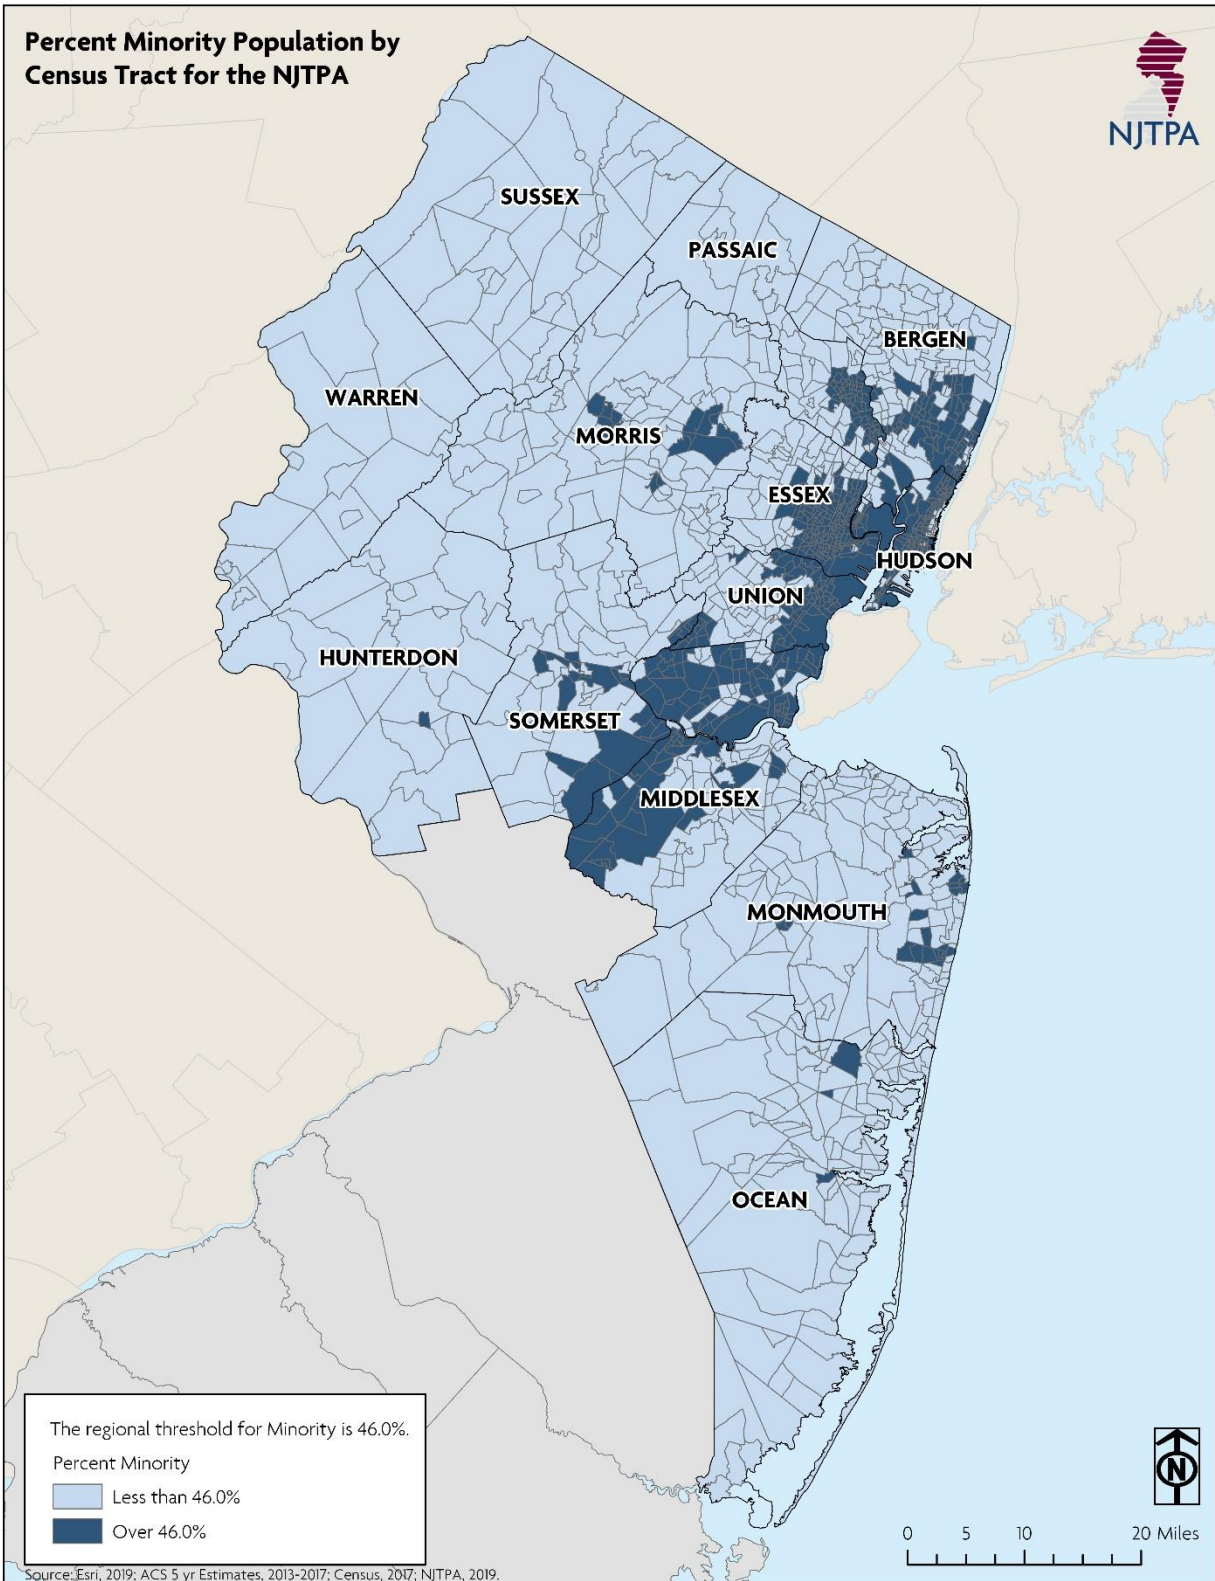 Percent Minority Population by
Census Tract for the NJTPA
NJTPA
SUSSEX
PASSAIC
BERGEN
WARREN
MORRIS
ESSEX
HUDSON
UNION
HUNTERDON
SOMERSET
MIDDLESEX
MONMOUTH
OCEAN
The regional threshold for Minority is 46.0%.
Percent Minority
Less than 46.0%
Over 46.0%
N
0 5 10 20 Miles
Source: Esri, 2019; ACS 5 yr Estimates, 2013-2017; Census, 2017; NJTPA, 2019.